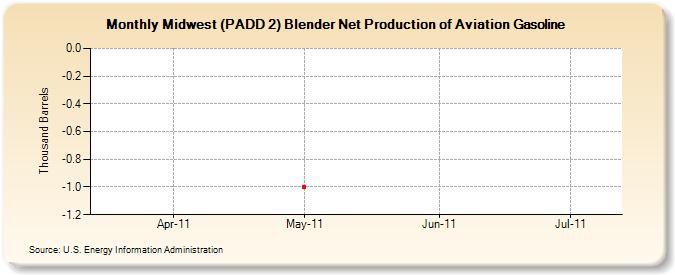 Monthly Midwest (PADD 2) Blender Net Production of Aviation Gasoline
Thousand Barrels
0.0
-0.2
-0.4
-0.6
-0.8
-1.0
-1.2
Apr-11 May-11 Jun-11 Jul-11
Source: U.S. Energy Information Administration